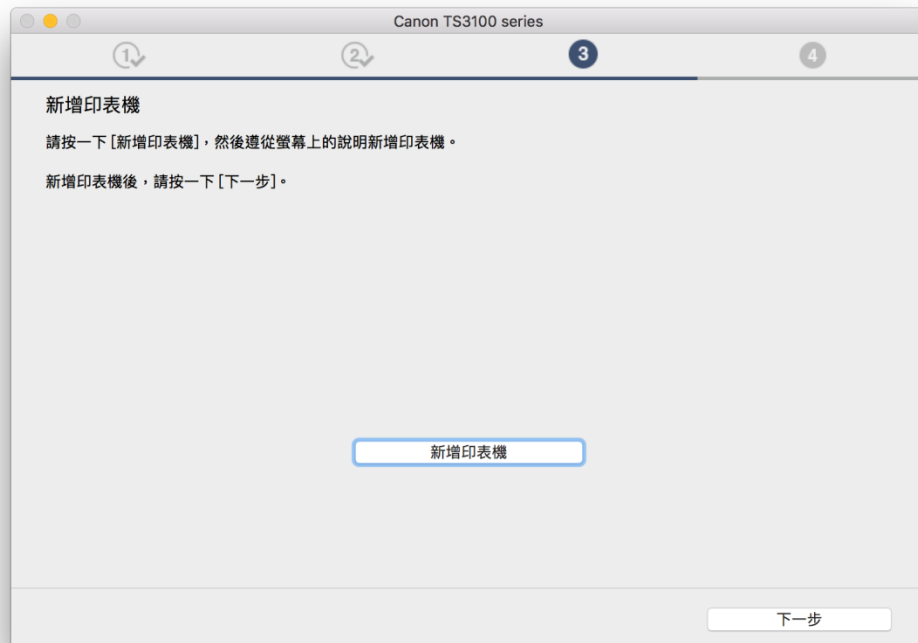 Canon TS3100 series
1
2
3
4
新增印表機
請按一下[新增印表機]，然後遵從螢幕上的說明新增印表機。
新增印表機後，請按一下[下一步]。
新增印表機
下一步